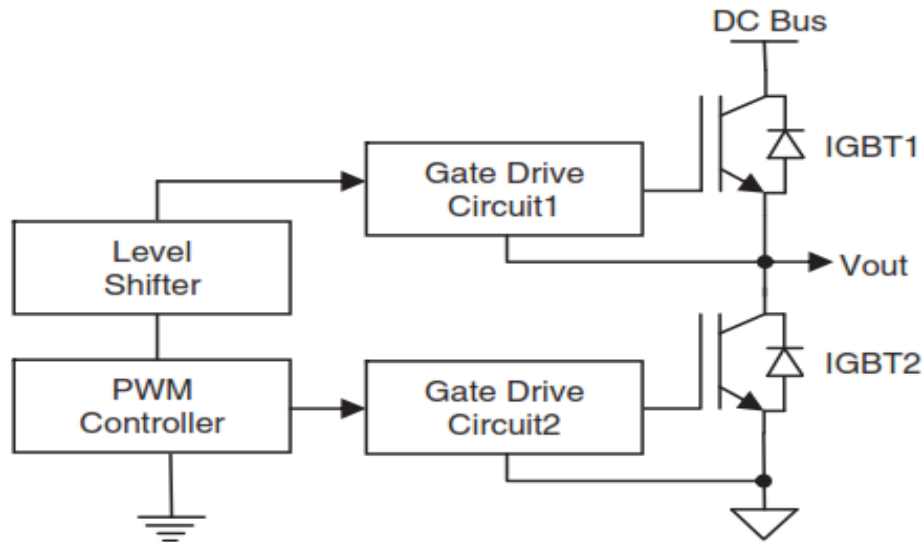 DC Bus
IGBT1
Gate Drive
Circuit1
Level
Shifter
Vout
IGBT2
PWM
Controller
Gate Drive
Circuit2